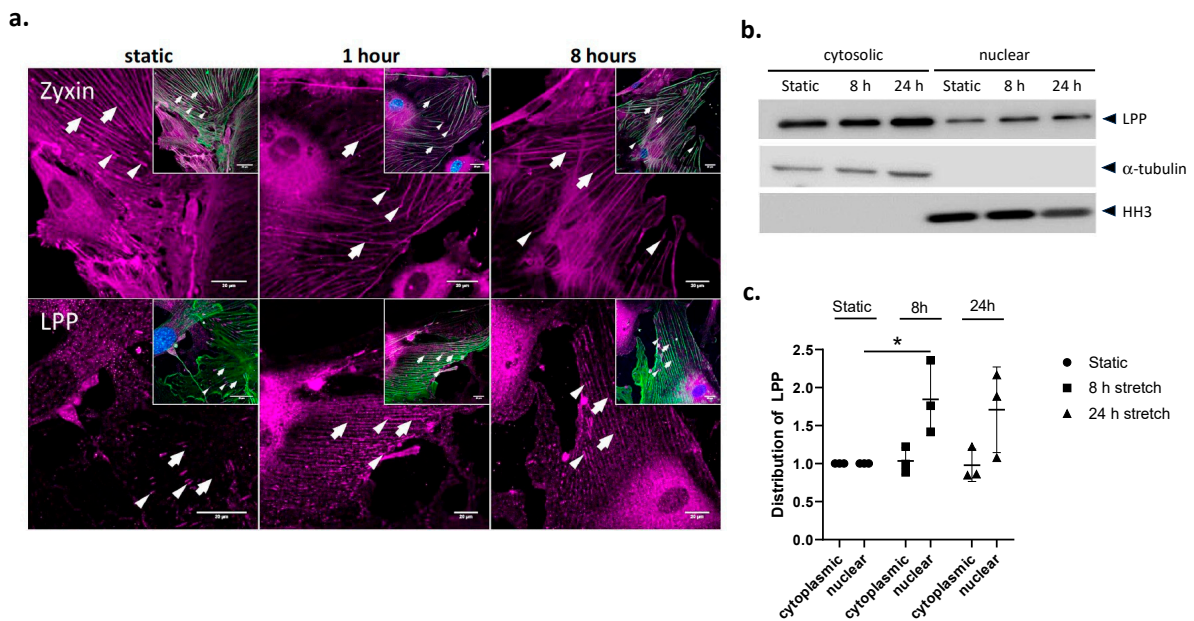 a.
static
1 hour
8 hours
Zyxin
LPP
20 µm
20 µm
20 µm
20 µm
20 µm
20 µm
b.
cytosolic
nuclear
Static
8 h
24 h
Static
8 h
24 h
LPP
α-tubulin
HH3
c.
Static
8h
24h
*
Distribution of LPP
2.5
2.0
1.5
1.0
0.5
0.0
cytoplasmic
nuclear
cytoplasmic
nuclear
cytoplasmic
nuclear
Static
8 h stretch
24 h stretch